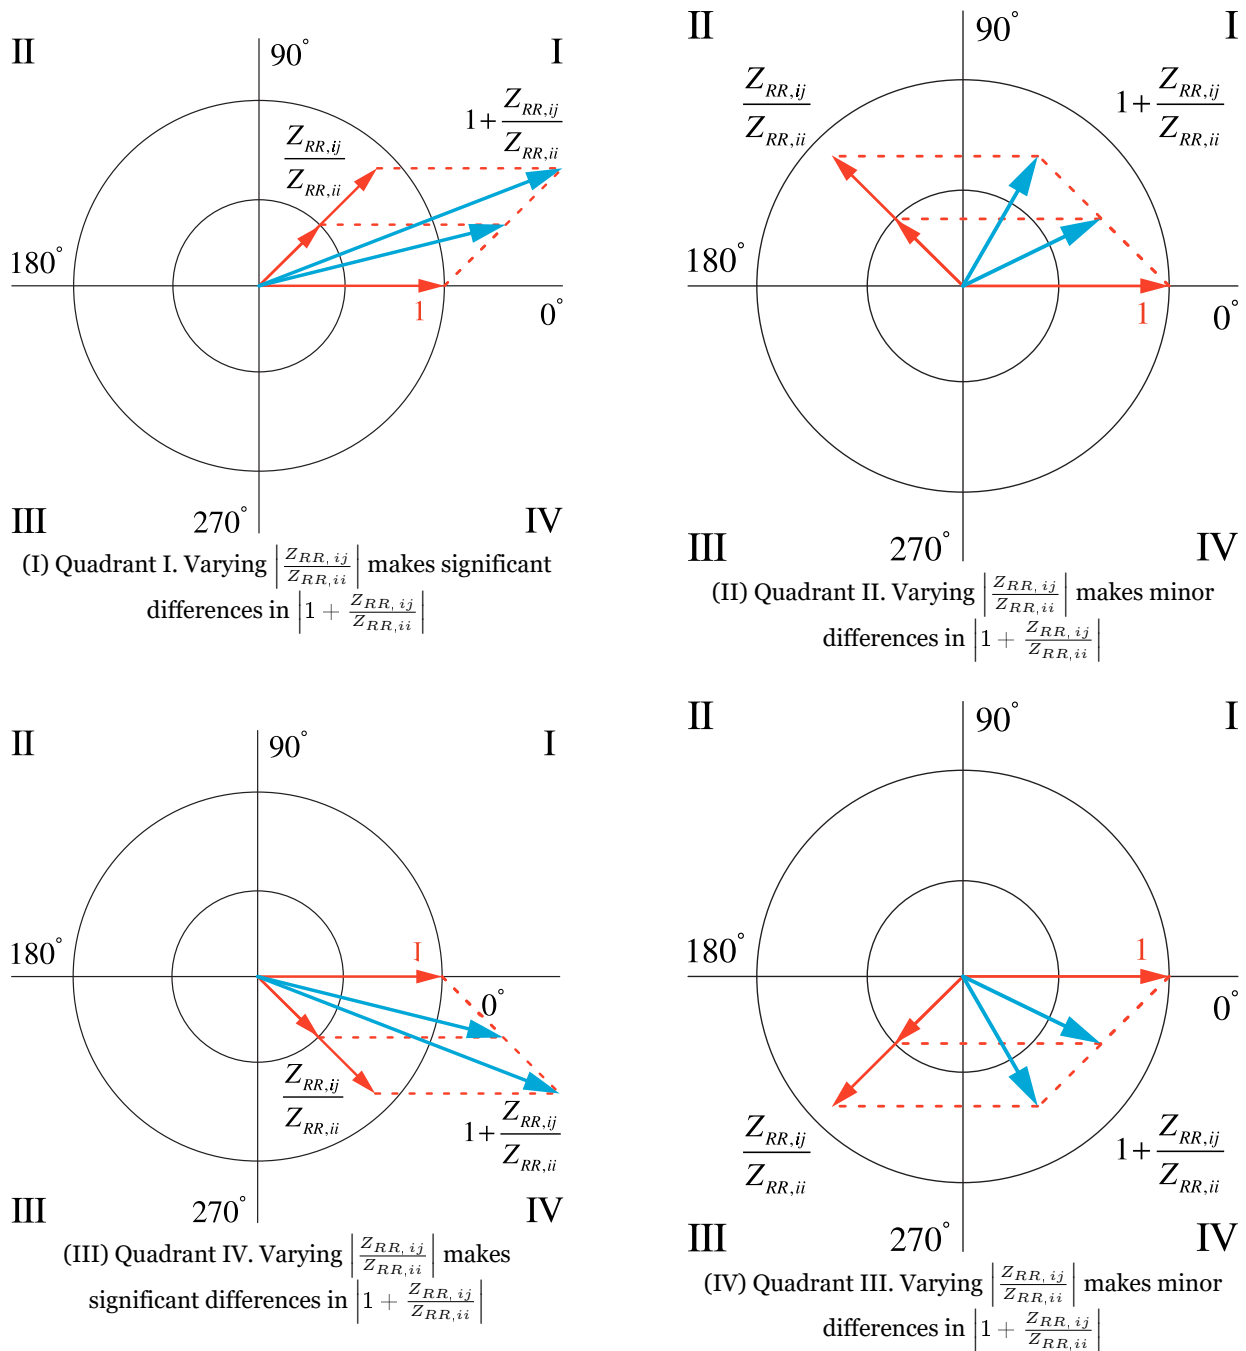 II
90°
I
1+ Z_{RR,ij} / Z_{RR,ii}
Z_{RR,ij} / Z_{RR,ii}
180°
1
0°
III
270°
IV
(I) Quadrant I. Varying |Z_{RR, ij} / Z_{RR,ii}| makes significant
differences in |1 + Z_{RR, ij} / Z_{RR,ii}|
II
90°
I
Z_{RR,ij} / Z_{RR,ii}
1+ Z_{RR,ij} / Z_{RR,ii}
180°
1
0°
III
270°
IV
(II) Quadrant II. Varying |Z_{RR, ij} / Z_{RR,ii}| makes minor
differences in |1 + Z_{RR, ij} / Z_{RR,ii}|
II
90°
I
180°
1
0°
Z_{RR,ij} / Z_{RR,ii}
1+ Z_{RR,ij} / Z_{RR,ii}
III
270°
IV
(III) Quadrant IV. Varying |Z_{RR, ij} / Z_{RR,ii}| makes
significant differences in |1 + Z_{RR, ij} / Z_{RR,ii}|
II
90°
I
180°
1
0°
Z_{RR,ij} / Z_{RR,ii}
1+ Z_{RR,ij} / Z_{RR,ii}
III
270°
IV
(IV) Quadrant III. Varying |Z_{RR, ij} / Z_{RR,ii}| makes minor
differences in |1 + Z_{RR, ij} / Z_{RR,ii}|